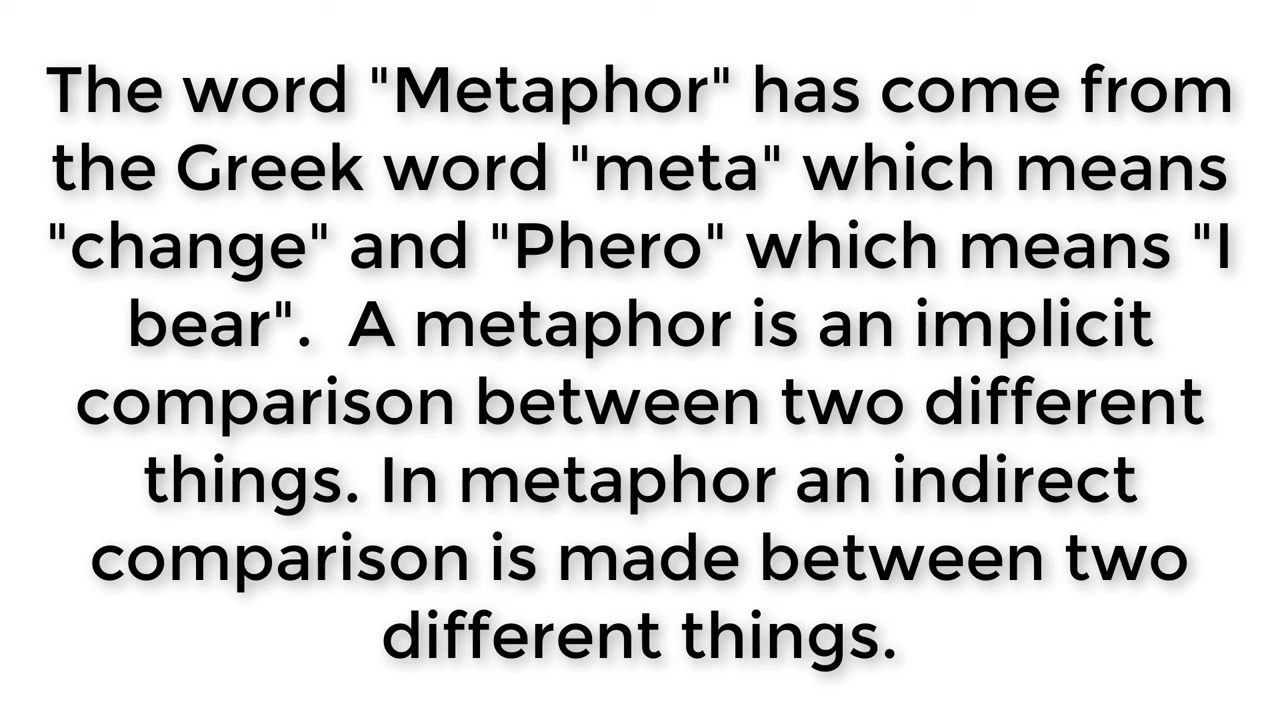 The word "Metaphor" has come from
the Greek word "meta" which means
"change" and "Phero" which means "I
bear".  A metaphor is an implicit
comparison between two different
things. In metaphor an indirect
comparison is made between two
different things.